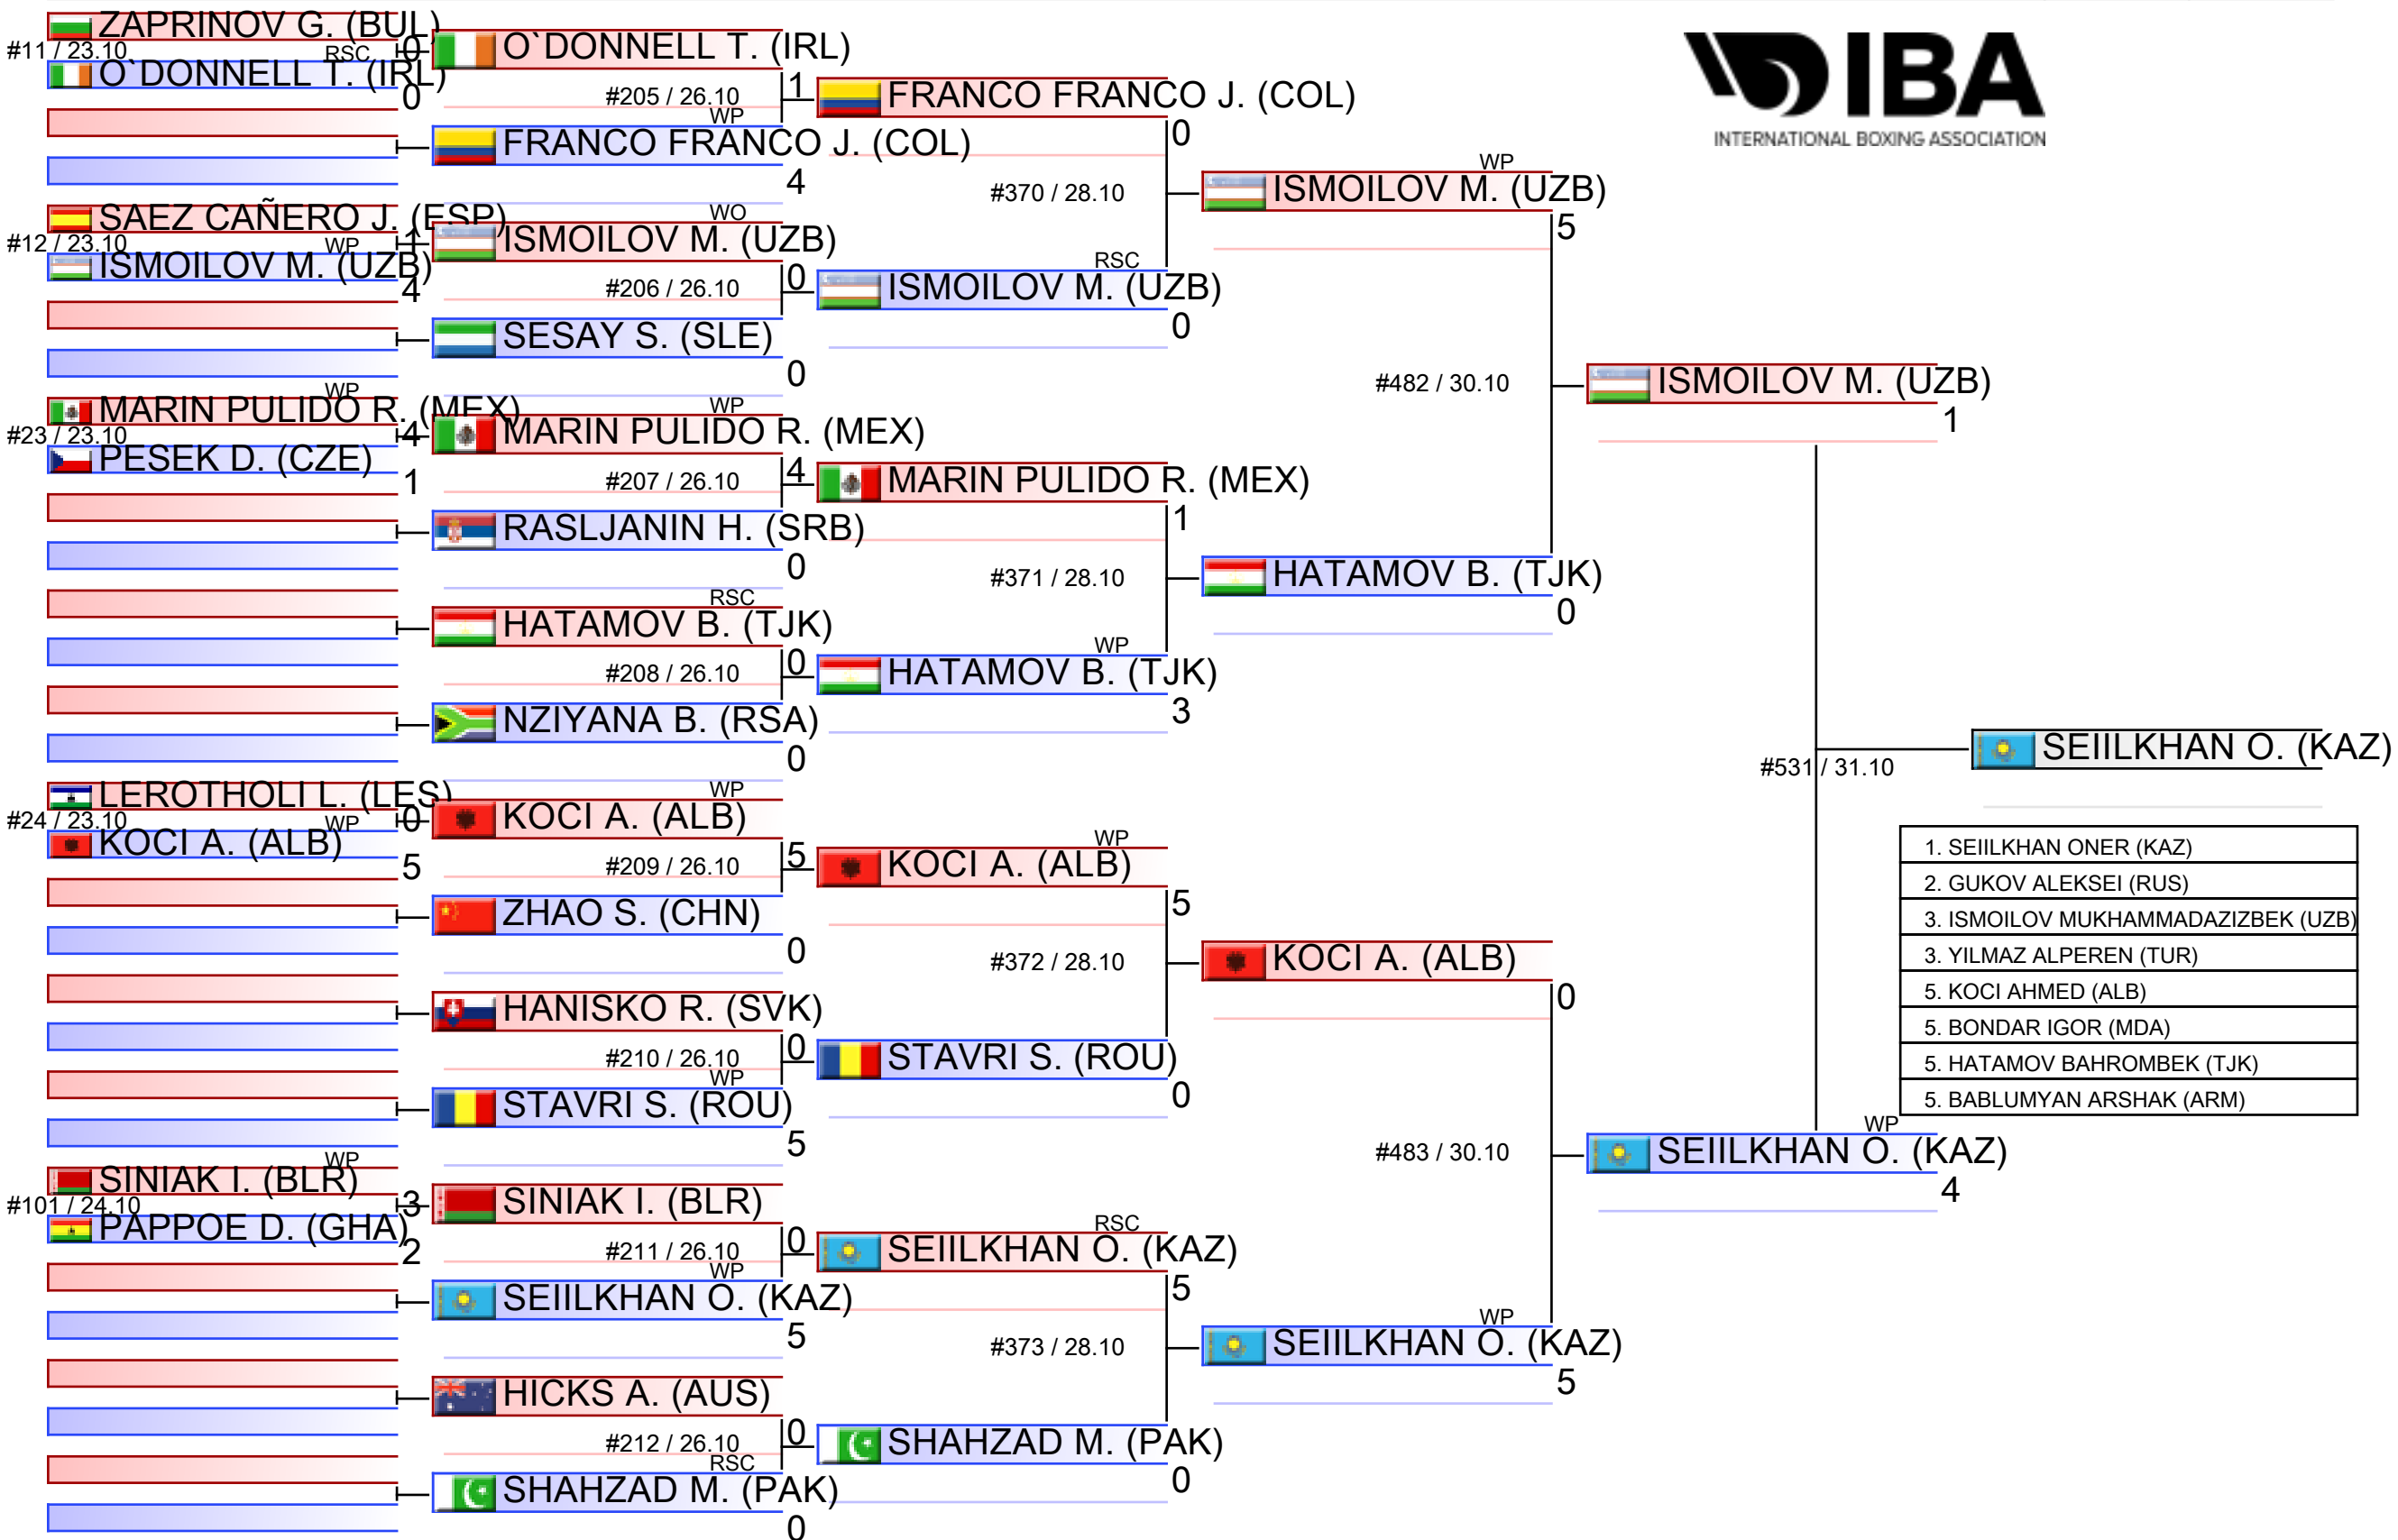 IBA
INTERNATIONAL BOXING ASSOCIATION
ZAPRINOV G. (BUL)
0
#11 / 23.10
RSC
O`DONNELL T. (IRL)
0
SAEZ CAÑERO J. (ESP)
1
#12 / 23.10
WP
ISMOILOV M. (UZB)
4
WP
MARIN PULIDO R. (MEX)
4
#23 / 23.10
PESEK D. (CZE)
1
LEROTHOLI L. (LES)
0
#24 / 23.10
WP
KOCI A. (ALB)
5
WP
SINIAK I. (BLR)
3
#101 / 24.10
PAPPOE D. (GHA)
2
O`DONNELL T. (IRL)
1
#205 / 26.10
WP
FRANCO FRANCO J. (COL)
4
WO
ISMOILOV M. (UZB)
0
#206 / 26.10
SESAY S. (SLE)
0
WP
MARIN PULIDO R. (MEX)
4
#207 / 26.10
RASLJANIN H. (SRB)
0
RSC
HATAMOV B. (TJK)
0
#208 / 26.10
NZIYANA B. (RSA)
0
WP
KOCI A. (ALB)
5
#209 / 26.10
ZHAO S. (CHN)
0
HANISKO R. (SVK)
0
#210 / 26.10
WP
STAVRI S. (ROU)
5
SINIAK I. (BLR)
0
#211 / 26.10
WP
SEIILKHAN O. (KAZ)
5
HICKS A. (AUS)
0
#212 / 26.10
RSC
SHAHZAD M. (PAK)
0
FRANCO FRANCO J. (COL)
0
#370 / 28.10
RSC
ISMOILOV M. (UZB)
0
MARIN PULIDO R. (MEX)
1
#371 / 28.10
WP
HATAMOV B. (TJK)
3
WP
KOCI A. (ALB)
5
#372 / 28.10
STAVRI S. (ROU)
0
RSC
SEIILKHAN O. (KAZ)
5
#373 / 28.10
SHAHZAD M. (PAK)
0
WP
ISMOILOV M. (UZB)
5
#482 / 30.10
HATAMOV B. (TJK)
0
KOCI A. (ALB)
0
#483 / 30.10
WP
SEIILKHAN O. (KAZ)
5
ISMOILOV M. (UZB)
1
#531 / 31.10
WP
SEIILKHAN O. (KAZ)
4
SEIILKHAN O. (KAZ)
1. SEIILKHAN ONER (KAZ)
2. GUKOV ALEKSEI (RUS)
3. ISMOILOV MUKHAMMADAZIZBEK (UZB)
3. YILMAZ ALPEREN (TUR)
5. KOCI AHMED (ALB)
5. BONDAR IGOR (MDA)
5. HATAMOV BAHROMBEK (TJK)
5. BABLUMYAN ARSHAK (ARM)